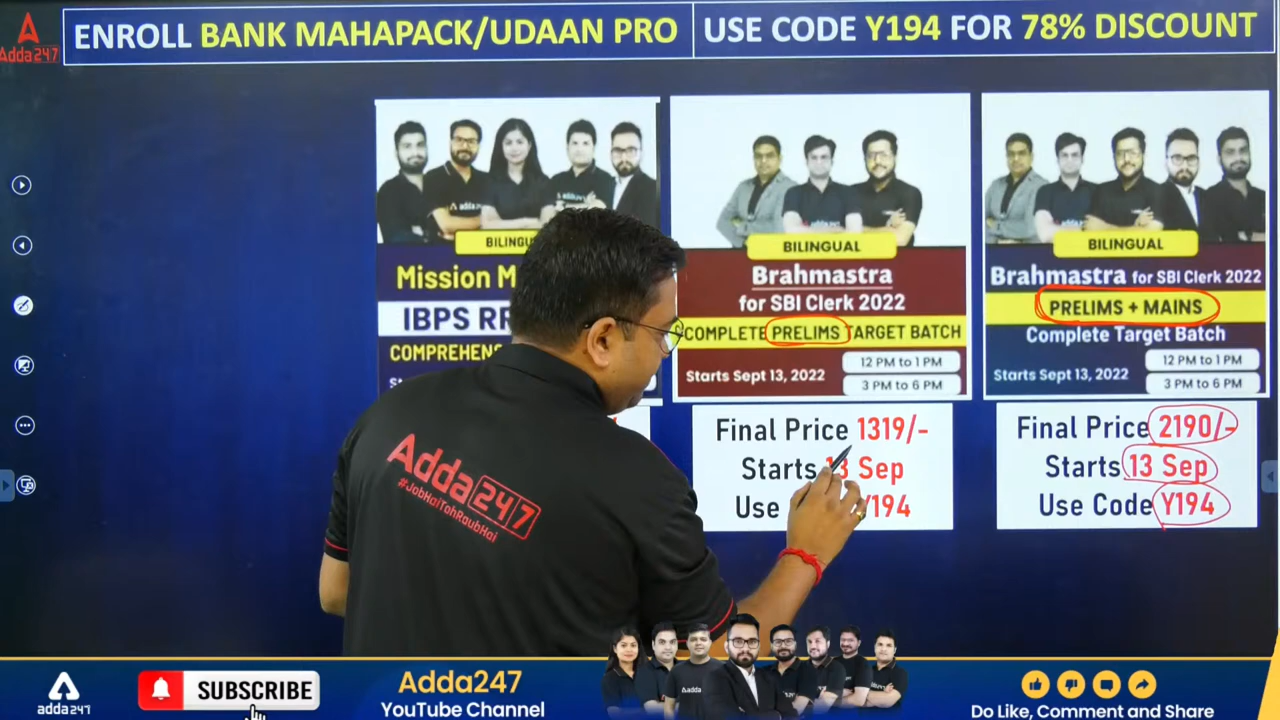 Adda247
ENROLL BANK MAHAPACK/UDAAN PRO
USE CODE Y194 FOR 78% DISCOUNT
Mission
IBPS
BILINGUAL
Brahmastra
for SBI Clerk 2022
COMPLETE PRELIMS TARGET BATCH
Starts Sept 13, 2022
12 PM to 1 PM
3 PM to 6 PM
Final Price 1319/-
Starts 13 Sep
Use Y194
BILINGUAL
Brahmastra for SBI Clerk 2022
PRELIMS + MAINS
Complete Target Batch
Starts Sept 13, 2022
12 PM to 1 PM
3 PM to 6 PM
Final Price 2190/-
Starts 13 Sep
Use Code Y194
Adda247
#JobHaiTohRaubHai
adda247
SUBSCRIBE
Adda247
YouTube Channel
Do Like, Comment and Share